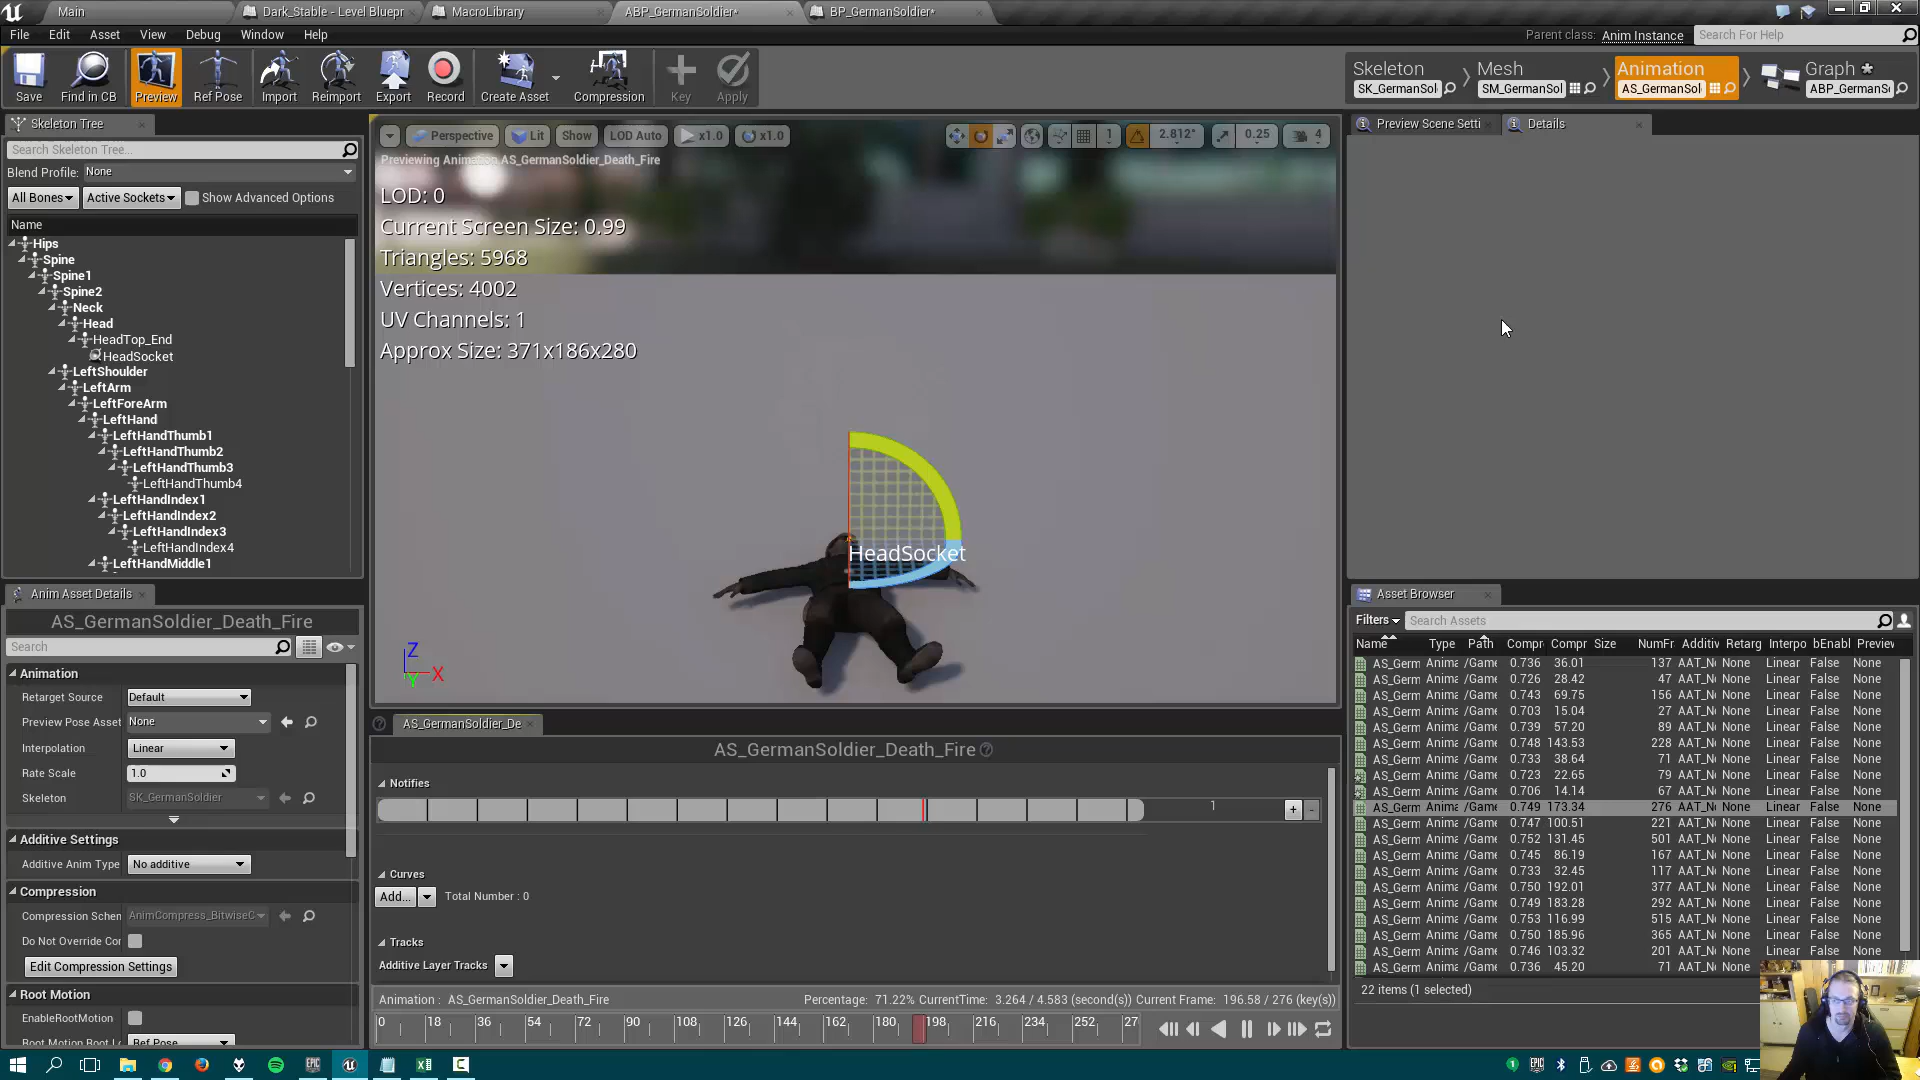 Main
Dark_Stable - Level Bluepr
MacroLibrary
ABP_GermanSoldier*
BP_GermanSoldier*
File Edit Asset View Debug Window Help
Parent class: Anim Instance
Search For Help
Save
Find in CB
Preview
Ref Pose
Import
Reimport
Export
Record
Create Asset
Compression
Key
Apply
Skeleton
SK_GermanSol
Mesh
SM_GermanSol
Animation
AS_GermanSol
Graph *
ABP_GermanS
Skeleton Tree
Search Skeleton Tree...
Blend Profile: None
All Bones
Active Sockets
Show Advanced Options
Name
Hips
Spine
Spine1
Spine2
Neck
Head
HeadTop_End
HeadSocket
LeftShoulder
LeftArm
LeftForeArm
LeftHand
LeftHandThumb1
LeftHandThumb2
LeftHandThumb3
LeftHandThumb4
LeftHandIndex1
LeftHandIndex2
LeftHandIndex3
LeftHandIndex4
LeftHandMiddle1
Anim Asset Details
AS_GermanSoldier_Death_Fire
Search
Animation
Retarget Source Default
Preview Pose Asset None
Interpolation Linear
Rate Scale 1.0
Skeleton SK_GermanSoldier
Additive Settings
Additive Anim Type No additive
Compression
Compression Schen AnimCompress_BitwiseC
Do Not Override Cor
Edit Compression Settings
Root Motion
EnableRootMotion
Root Motion Root L Ref Pose
Perspective Lit Show LOD Auto x1.0 x1.0
1 2.812° 0.25 4
Previewing Animation AS_GermanSoldier_Death_Fire
LOD: 0
Current Screen Size: 0.99
Triangles: 5968
Vertices: 4002
UV Channels: 1
Approx Size: 371x186x280
HeadSocket
Z
X
Y
AS_GermanSoldier_De
AS_GermanSoldier_Death_Fire
Notifies
1 + -
Curves
Add... Total Number : 0
Tracks
Additive Layer Tracks
Animation : AS_GermanSoldier_Death_Fire
Percentage: 71.22% CurrentTime: 3.264 / 4.583 (second(s)) Current Frame: 196.58 / 276 (key(s))
0 18 36 54 72 90 108 126 144 162 180 198 216 234 252 27
Preview Scene Setti
Details
Asset Browser
Filters Search Assets
Name Type Path Compr Compr Size NumFr Additiv Retarg Interpo bEnabl Preview
AS_Germ Anima /Game 0.736 36.01 137 AAT_N None Linear False None
AS_Germ Anima /Game 0.726 28.42 47 AAT_N None Linear False None
AS_Germ Anima /Game 0.743 69.75 156 AAT_N None Linear False None
AS_Germ Anima /Game 0.703 15.04 27 AAT_N None Linear False None
AS_Germ Anima /Game 0.739 57.20 89 AAT_N None Linear False None
AS_Germ Anima /Game 0.748 143.53 228 AAT_N None Linear False None
AS_Germ Anima /Game 0.733 38.64 71 AAT_N None Linear False None
AS_Germ Anima /Game 0.723 22.65 79 AAT_N None Linear False None
AS_Germ Anima /Game 0.706 14.14 67 AAT_N None Linear False None
AS_Germ Anima /Game 0.749 173.34 276 AAT_N None Linear False None
AS_Germ Anima /Game 0.747 100.51 221 AAT_N None Linear False None
AS_Germ Anima /Game 0.752 131.45 501 AAT_N None Linear False None
AS_Germ Anima /Game 0.745 86.19 167 AAT_N None Linear False None
AS_Germ Anima /Game 0.733 32.45 117 AAT_N None Linear False None
AS_Germ Anima /Game 0.750 192.01 377 AAT_N None Linear False None
AS_Germ Anima /Game 0.749 183.28 292 AAT_N None Linear False None
AS_Germ Anima /Game 0.753 116.99 515 AAT_N None Linear False None
AS_Germ Anima /Game 0.750 185.96 365 AAT_N None Linear False None
AS_Germ Anima /Game 0.746 103.32 201 AAT_N None Linear False None
AS_Germ Anima /Game 0.736 45.20 71 AAT_N None Linear False None
22 items (1 selected)